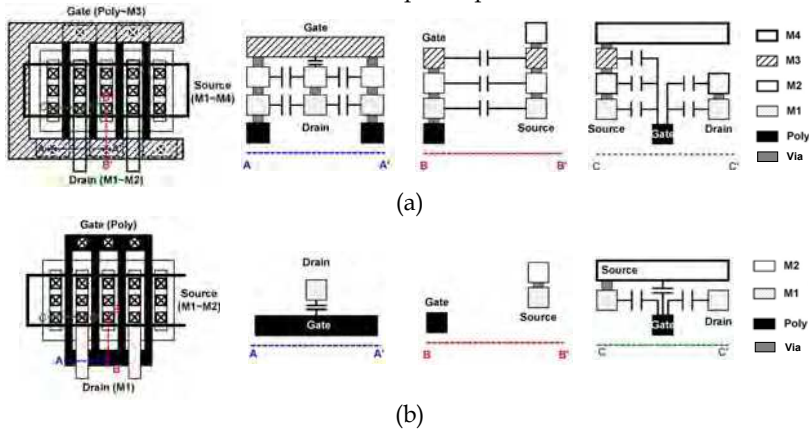 Gate (Poly~M3)
Source
(M1~M4)
Drain (M1~M2)
A
A'
B
B'
C
Gate
Drain
A
A'
Gate
Source
B
B'
Source
Gate
Drain
C
C'
M4
M3
M2
M1
Poly
Via
(a)
Gate (Poly)
Source
(M1~M2)
Drain (M1)
A
B
C
Drain
Gate
A
A'
Gate
Source
B
B'
Source
Gate
Drain
C
C'
M2
M1
Poly
Via
(b)